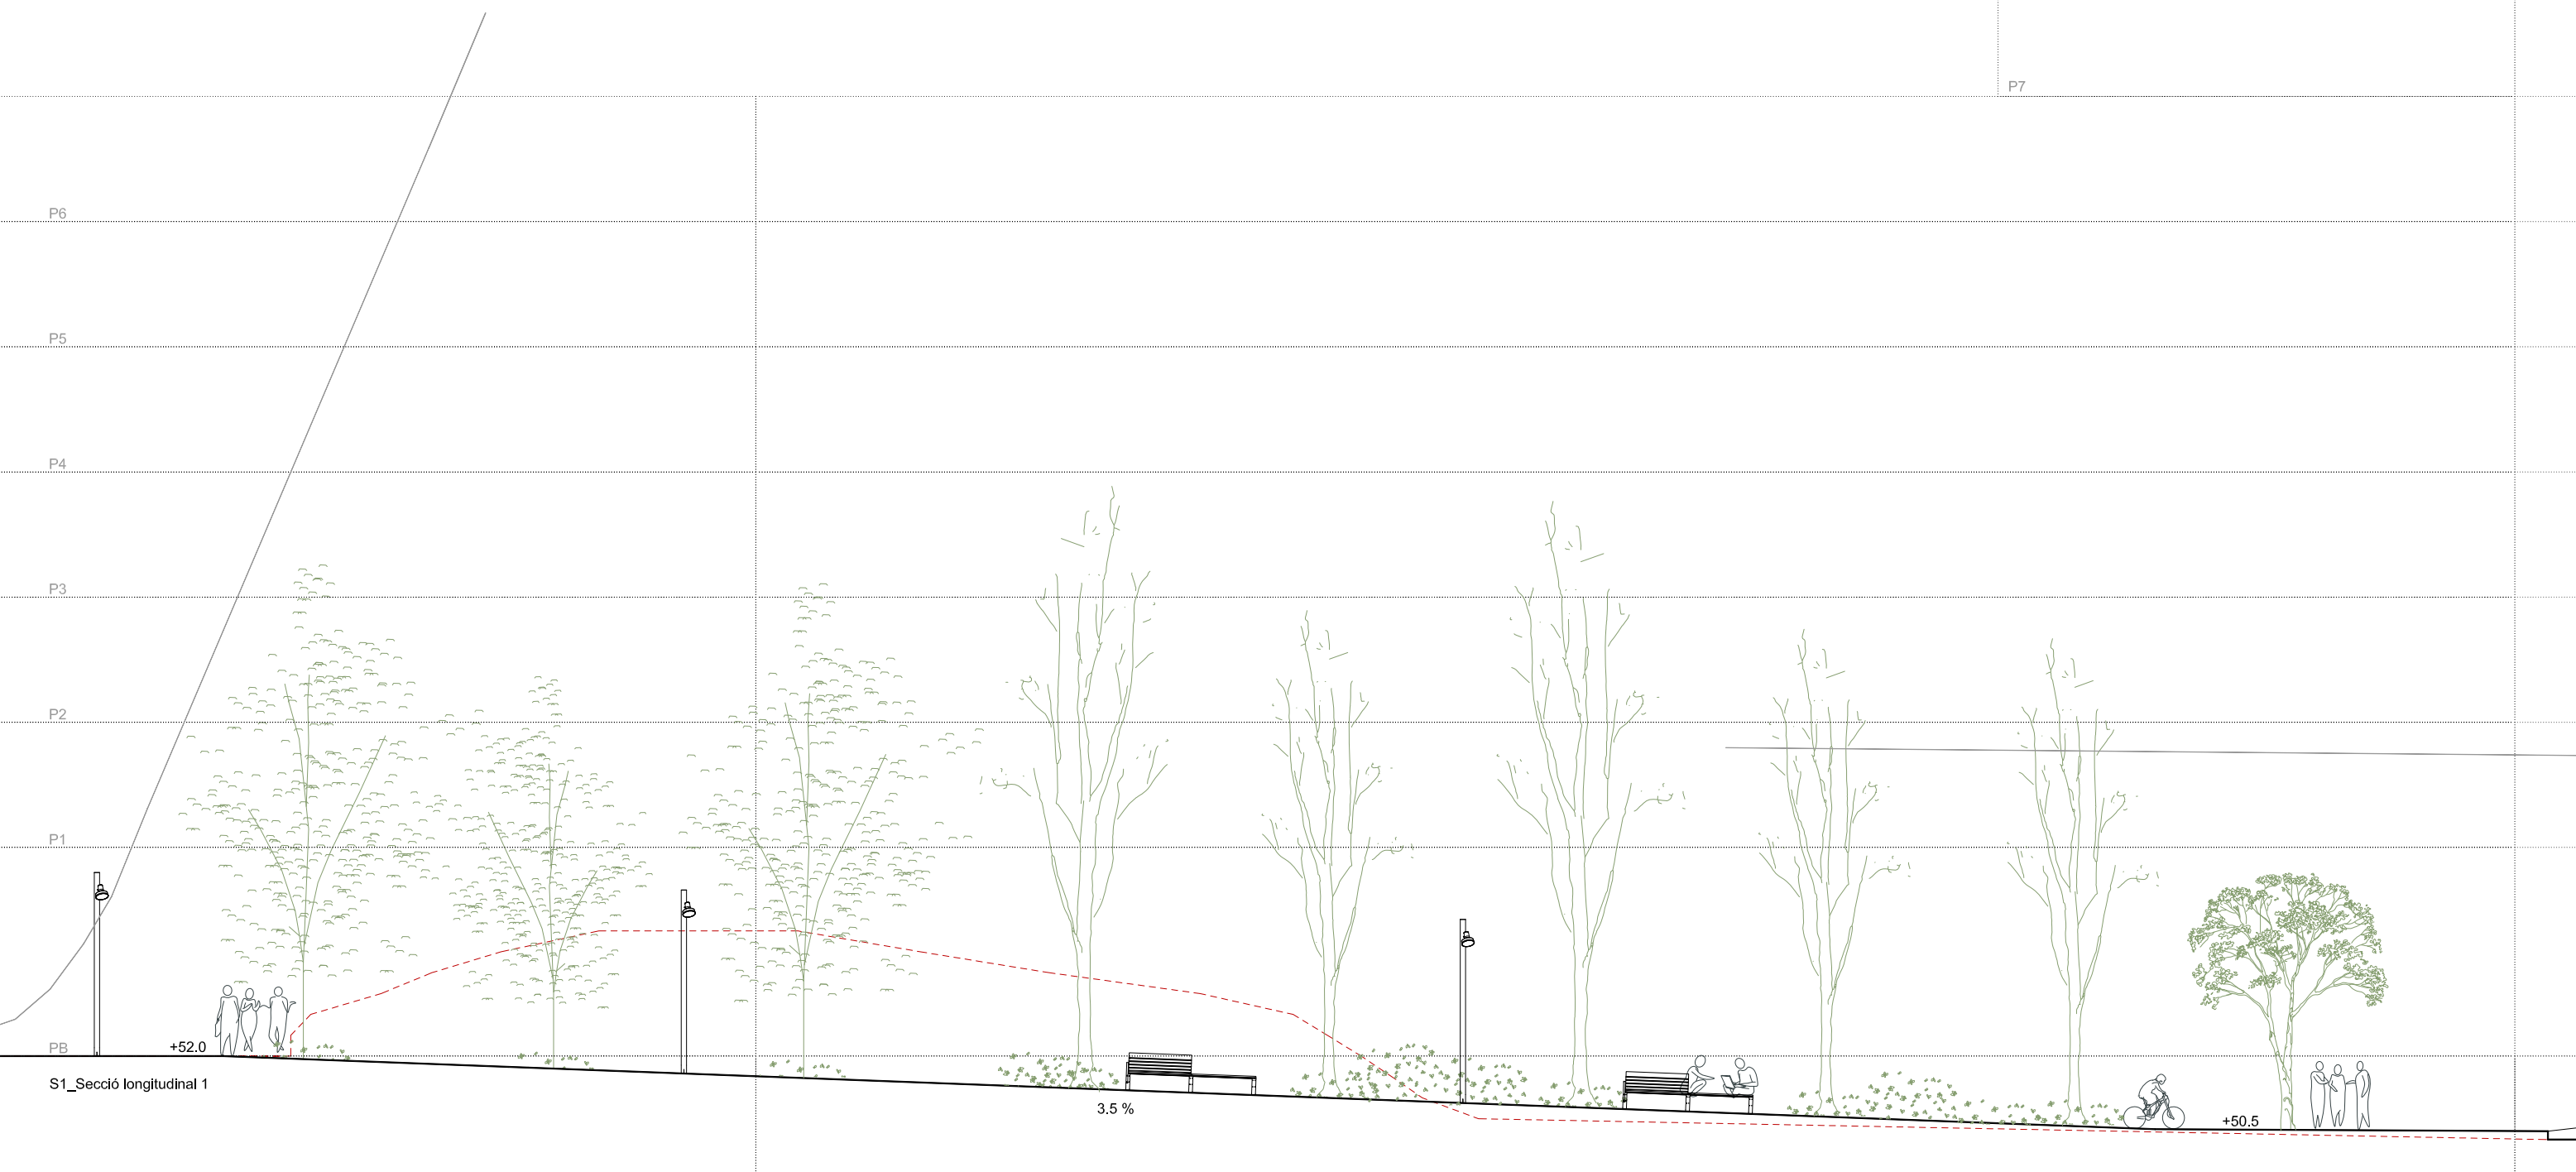 P7
P6
P5
P4
P3
P2
P1
PB
+52.0
S1_Secció longitudinal 1
3.5 %
+50.5